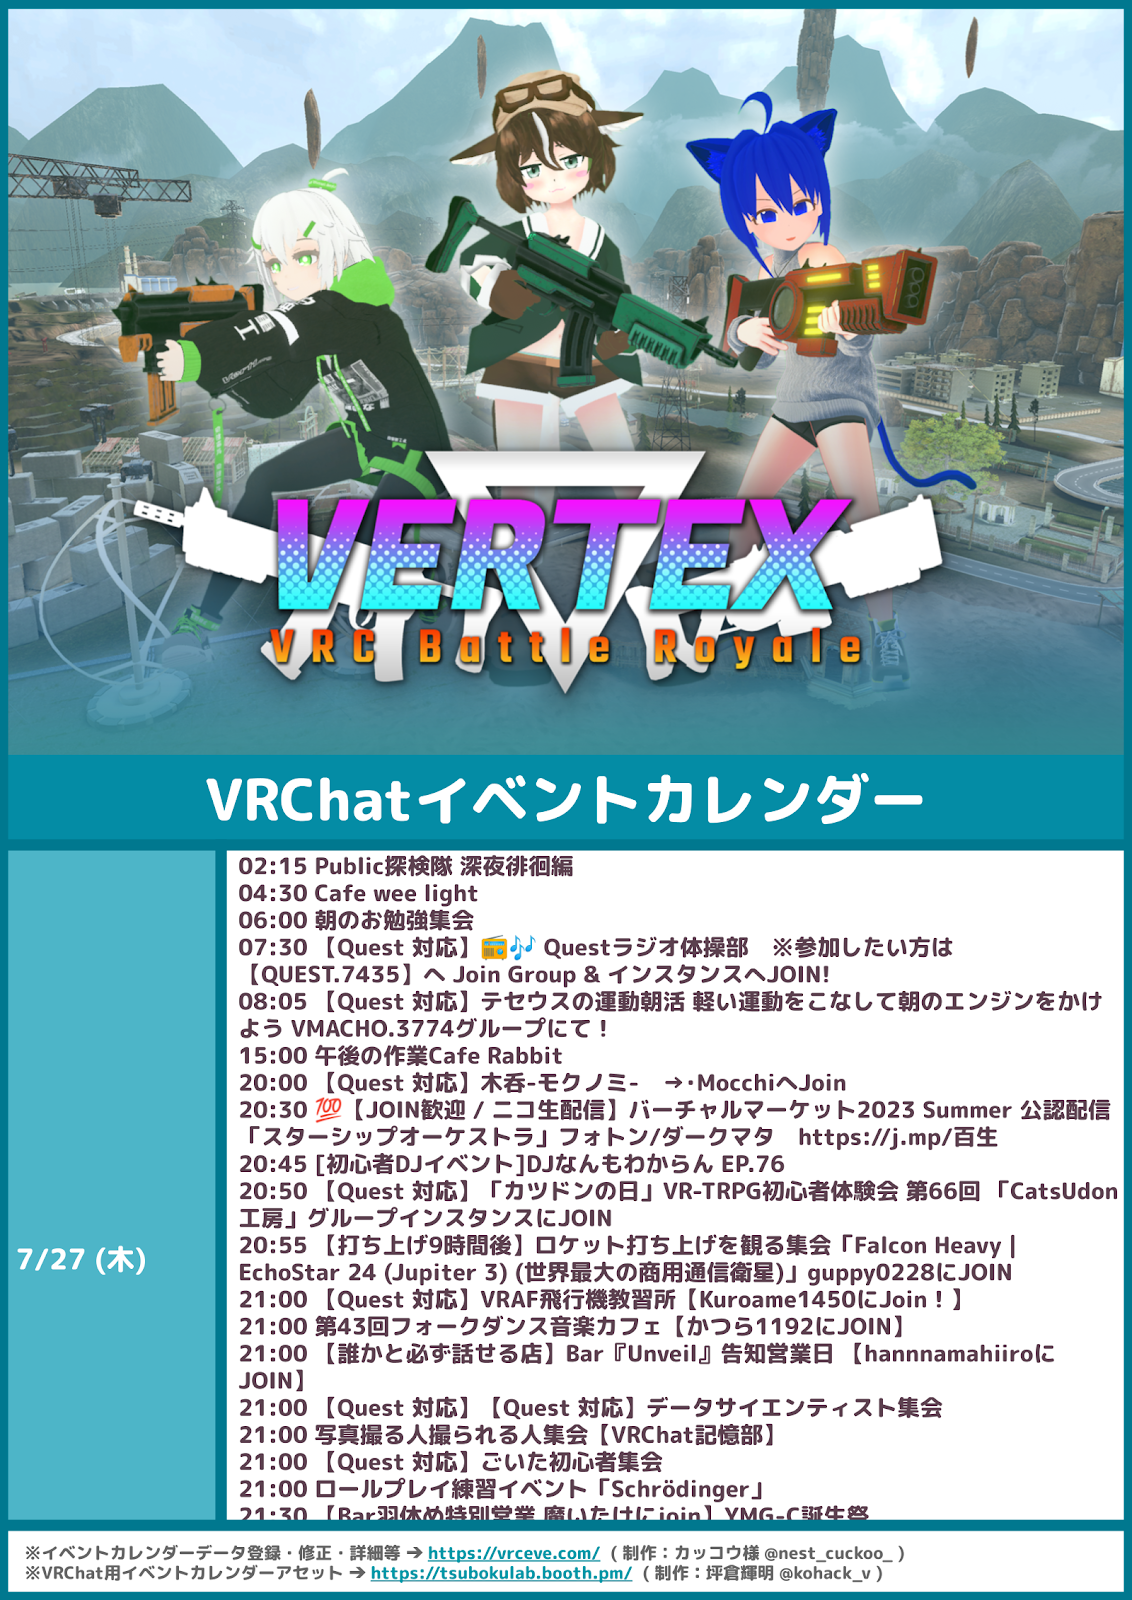 VERTEX
VRC Battle Royale
VRChatイベントカレンダー
7/27 (木)
02:15 Public探検隊 深夜徘徊編
04:30 Cafe wee light
06:00 朝のお勉強集会
07:30 【Quest 対応】📻🎶 Questラジオ体操部　※参加したい方は
【QUEST.7435】へ Join Group & インスタンスへJOIN!
08:05 【Quest 対応】テセウスの運動朝活 軽い運動をこなして朝のエンジンをかけ
よう VMACHO.3774グループにて！
15:00 午後の作業Cafe Rabbit
20:00 【Quest 対応】木呑-モクノミ-　→･MocchiへJoin
20:30 💯【JOIN歓迎 / ニコ生配信】バーチャルマーケット2023 Summer 公認配信
「スターシップオーケストラ」フォトン/ダークマタ　https://j.mp/百生
20:45 [初心者DJイベント]DJなんもわからん EP.76
20:50 【Quest 対応】「カツドンの日」VR-TRPG初心者体験会 第66回 「CatsUdon
工房」グループインスタンスにJOIN
20:55 【打ち上げ9時間後】ロケット打ち上げを観る集会「Falcon Heavy |
EchoStar 24 (Jupiter 3) (世界最大の商用通信衛星)」guppy0228にJOIN
21:00 【Quest 対応】VRAF飛行機教習所【Kuroame1450にJoin！】
21:00 第43回フォークダンス音楽カフェ【かつら1192にJOIN】
21:00 【誰かと必ず話せる店】Bar『Unveil』告知営業日 【hannnamahiiroに
JOIN】
21:00 【Quest 対応】【Quest 対応】データサイエンティスト集会
21:00 写真撮る人撮られる人集会【VRChat記憶部】
21:00 【Quest 対応】ごいた初心者集会
21:00 ロールプレイ練習イベント「Schrödinger」
21:30 【Bar羽休め特別営業 魔いたけにjoin】YMG-C誕生祭
※イベントカレンダーデータ登録・修正・詳細等 ➔ https://vrceve.com/ ( 制作：カッコウ様 @nest_cuckoo_ )
※VRChat用イベントカレンダーアセット ➔ https://tsubokulab.booth.pm/ ( 制作：坪倉輝明 @kohack_v )